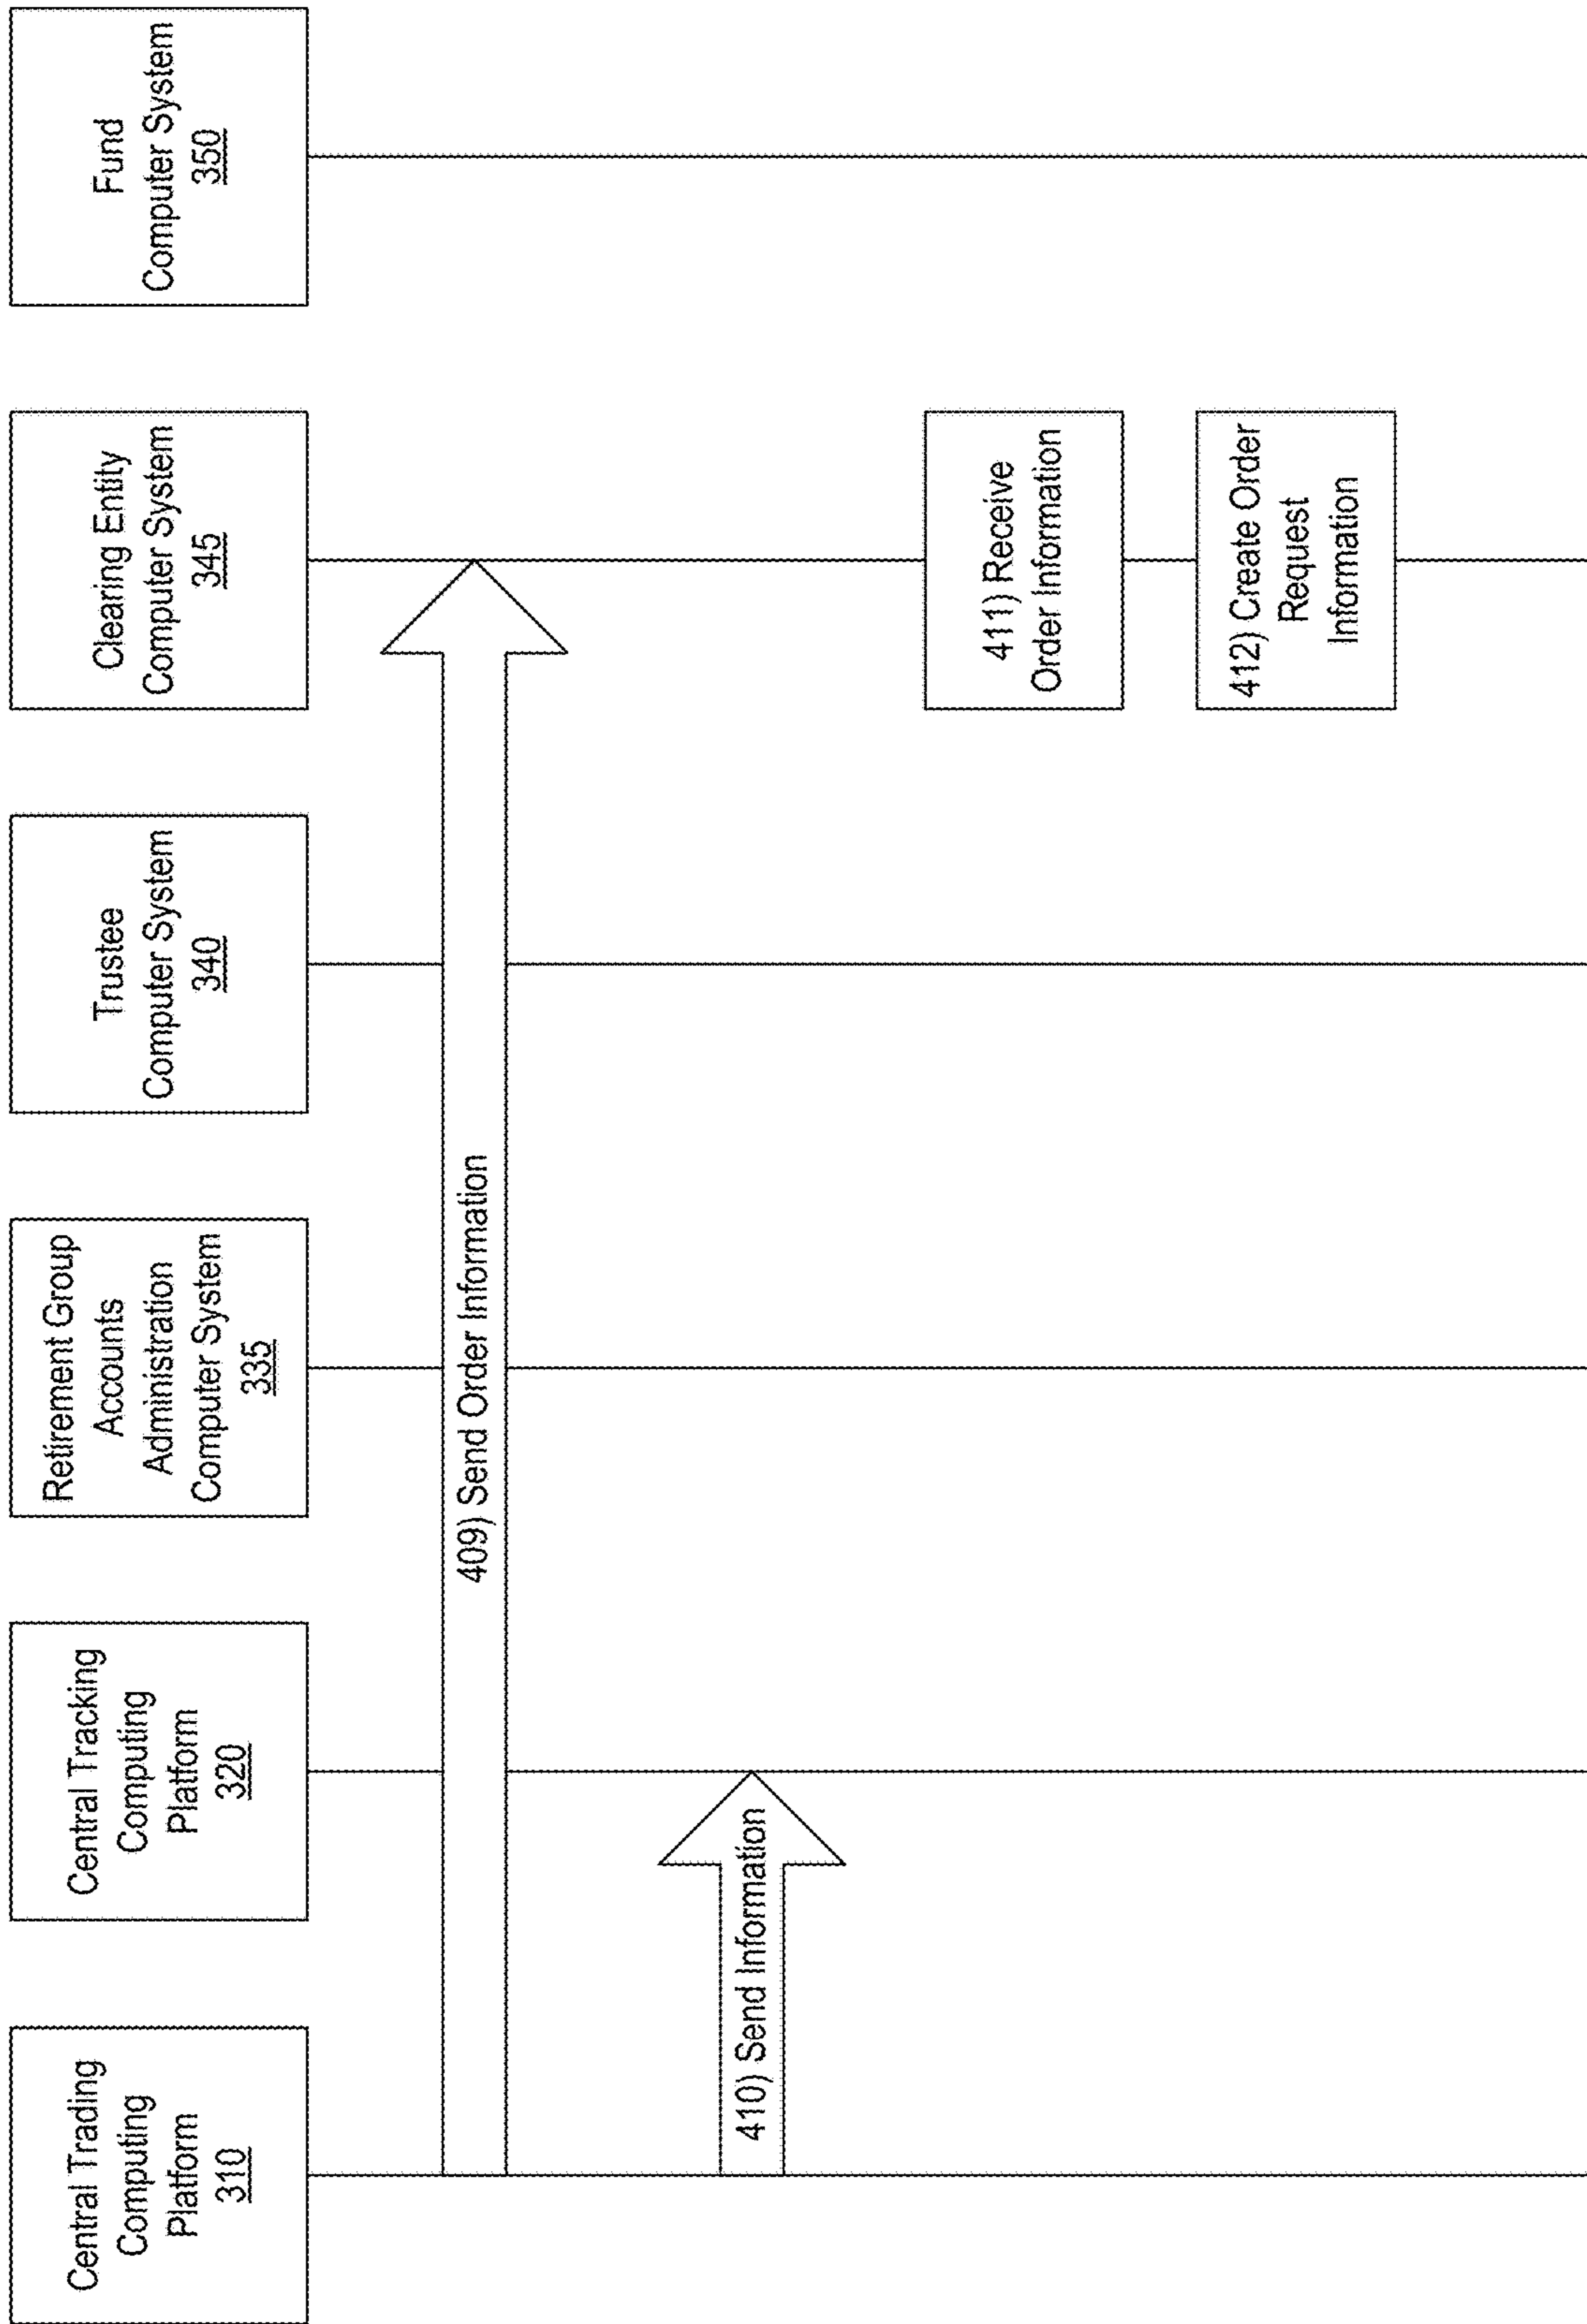 Central Trading
Computing
Platform
310
Central Tracking
Computing
Platform
320
Retirement Group
Accounts
Administration
Computer System
335
Trustee
Computer System
340
Clearing Entity
Computer System
345
Fund
Computer System
350
409) Send Order Information
410) Send Information
411) Receive
Order Information
412) Create Order
Request
Information